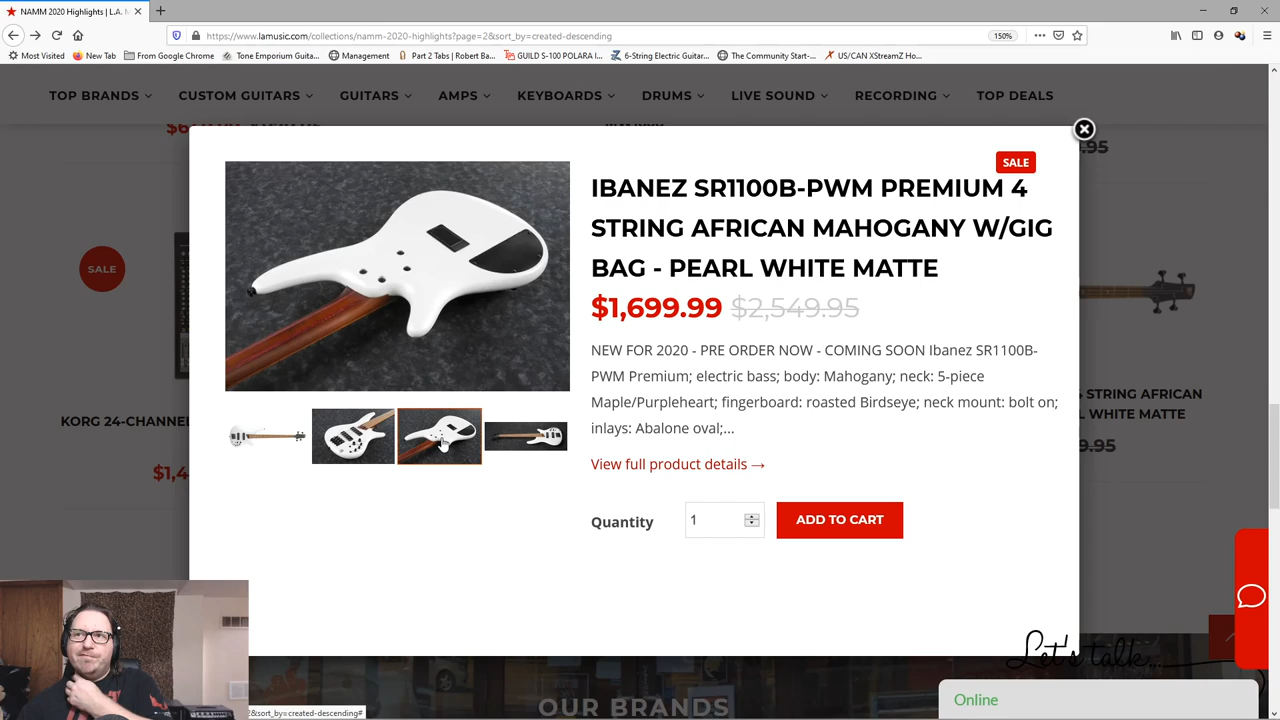 NAMM 2020 Highlights | L.A. M
https://www.lamusic.com/collections/namm-2020-highlights?page=2&sort_by=created-descending
150%
Most Visited
New Tab
From Google Chrome
Tone Emporium Guita...
Management
Part 2 Tabs | Robert Ba...
GUILD S-100 POLARA I...
6-String Electric Guitar...
The Community Start-...
US/CAN XStreamZ Ho...
TOP BRANDS
CUSTOM GUITARS
GUITARS
AMPS
KEYBOARDS
DRUMS
LIVE SOUND
RECORDING
TOP DEALS
SALE
IBANEZ SR1100B-PWM PREMIUM 4
STRING AFRICAN MAHOGANY W/GIG
BAG - PEARL WHITE MATTE
$1,699.99 $2,549.95
NEW FOR 2020 - PRE ORDER NOW - COMING SOON Ibanez SR1100B-
PWM Premium; electric bass; body: Mahogany; neck: 5-piece
Maple/Purpleheart; fingerboard: roasted Birdseye; neck mount: bolt on;
inlays: Abalone oval;...
View full product details →
Quantity
1
ADD TO CART
SALE
KORG 24-CHANNEL
$1,4
4 STRING AFRICAN
WHITE MATTE
Let's talk...
OUR BRANDS
Online
2&sort_by=created-descending#